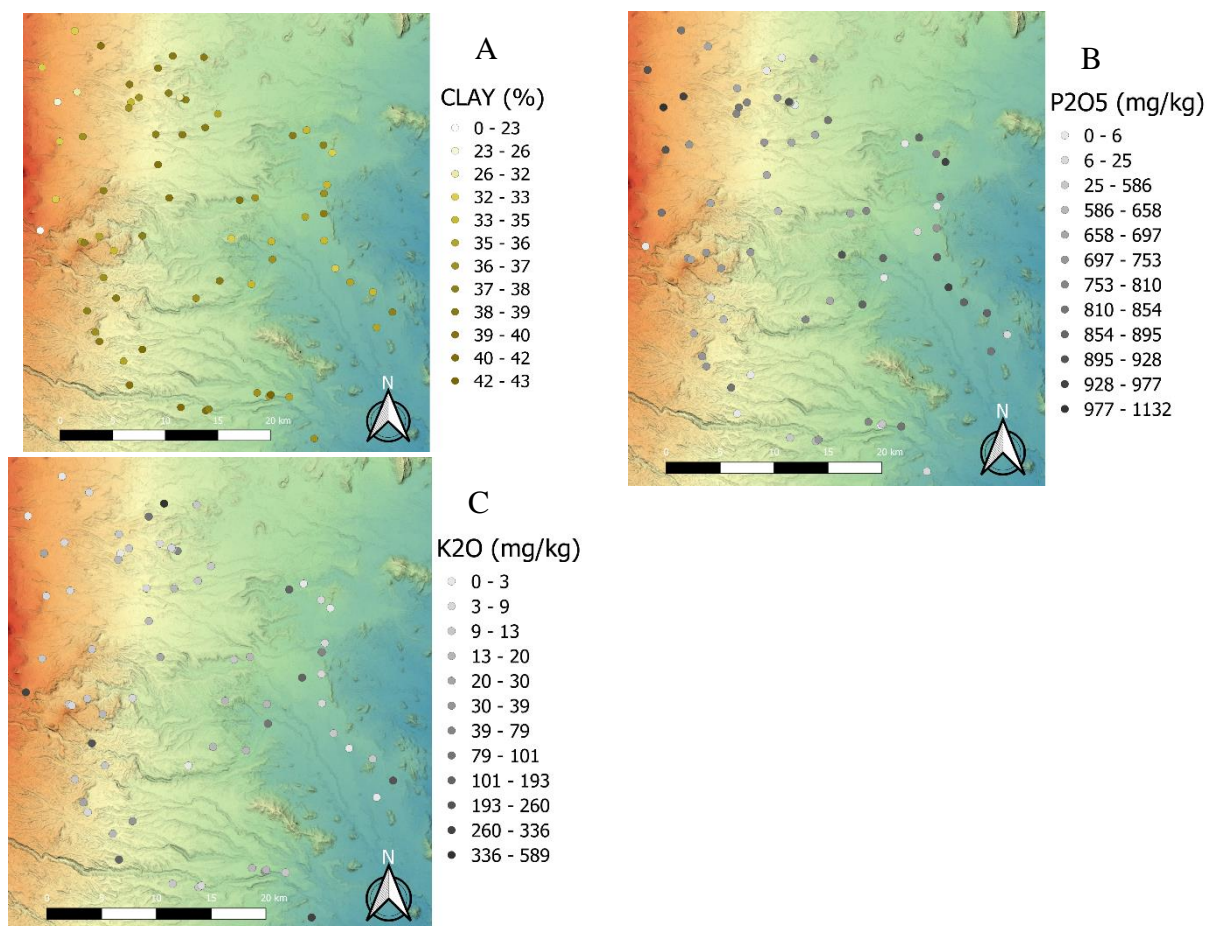 A
CLAY (%)
0 - 23
23 - 26
26 - 32
32 - 33
33 - 35
35 - 36
36 - 37
37 - 38
38 - 39
39 - 40
40 - 42
42 - 43
N
0 5 10 15 20 km
B
P2O5 (mg/kg)
0 - 6
6 - 25
25 - 586
586 - 658
658 - 697
697 - 753
753 - 810
810 - 854
854 - 895
895 - 928
928 - 977
977 - 1132
N
0 5 10 15 20 km
C
K2O (mg/kg)
0 - 3
3 - 9
9 - 13
13 - 20
20 - 30
30 - 39
39 - 79
79 - 101
101 - 193
193 - 260
260 - 336
336 - 589
N
0 5 10 15 20 km